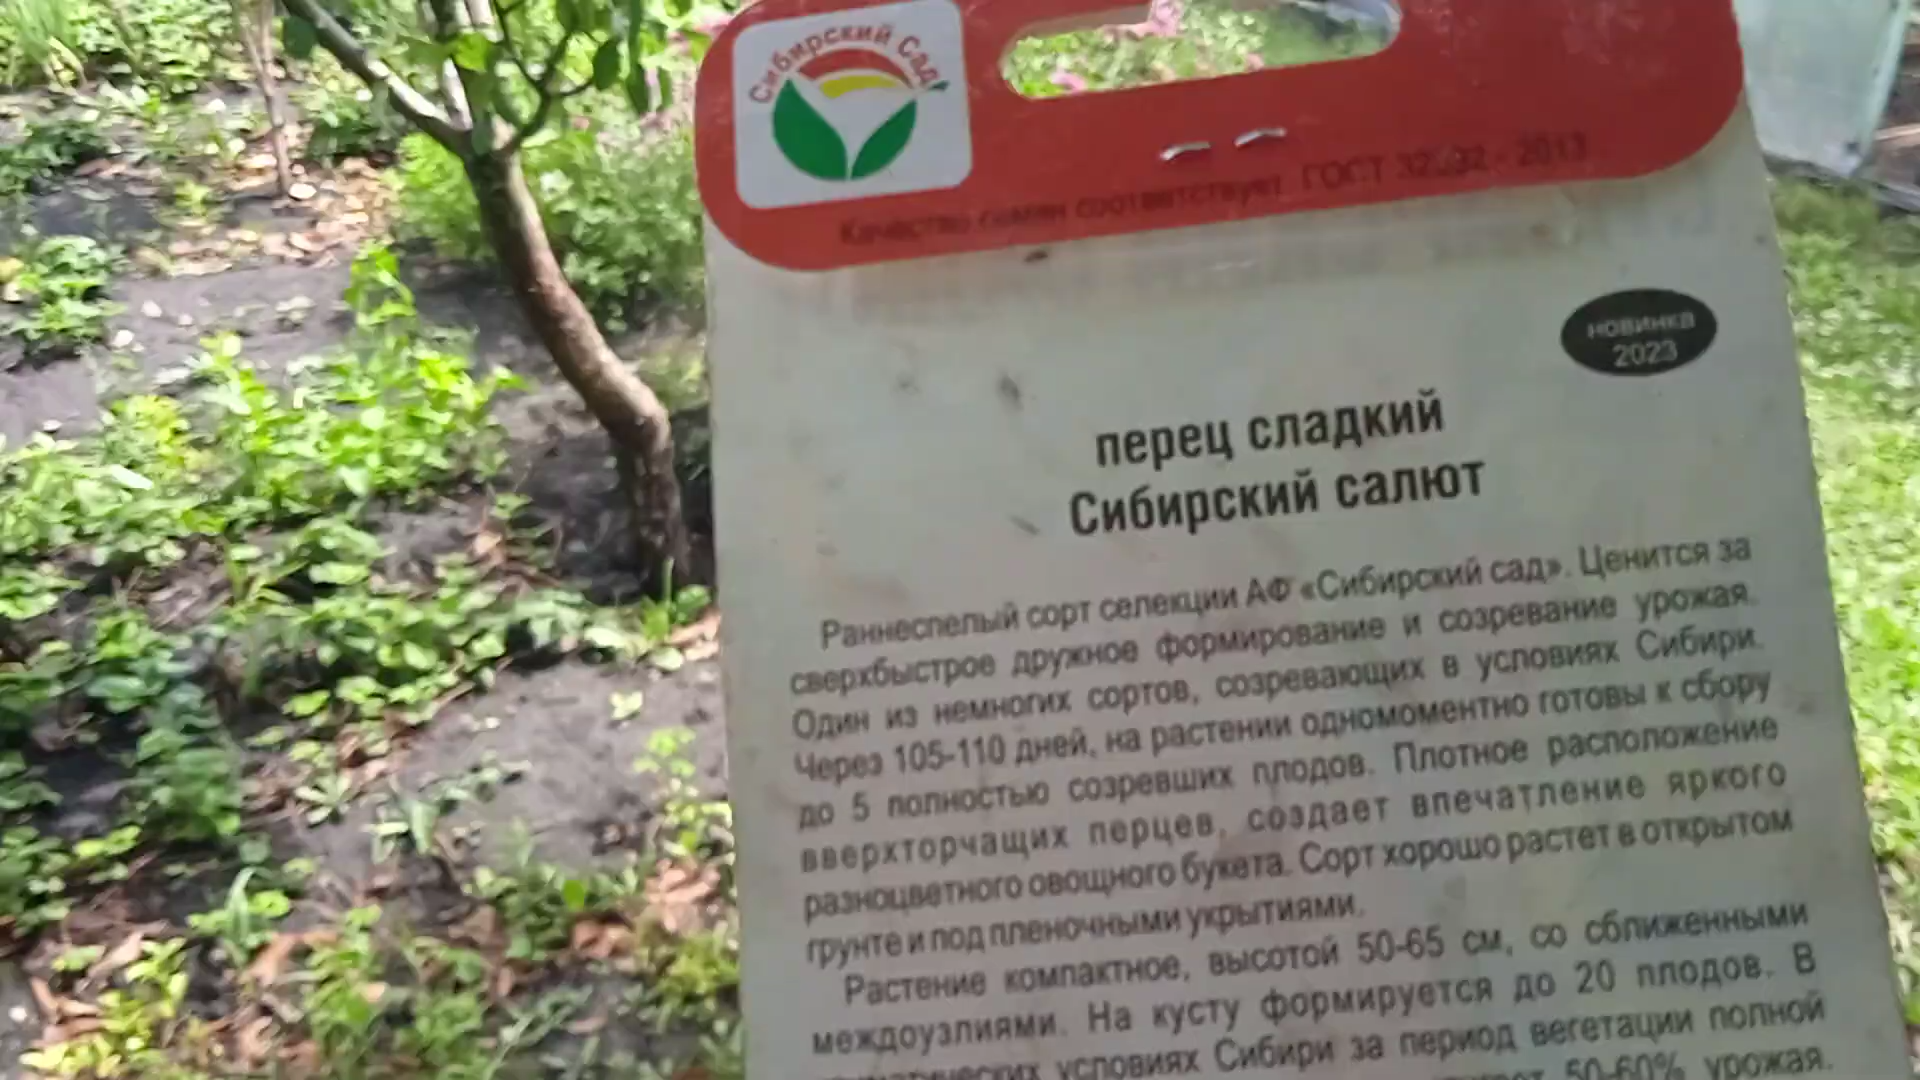 Сибирский Сад
Качество семян соответствует ГОСТ 32592 - 2013
новинка
2023
перец сладкий
Сибирский салют
Раннеспелый сорт селекции АФ «Сибирский сад». Ценится за
сверхбыстрое дружное формирование и созревание урожая.
Один из немногих сортов, созревающих в условиях Сибири.
Через 105-110 дней, на растении одномоментно готовы к сбору
до 5 полностью созревших плодов. Плотное расположение
вверхторчащих перцев, создает впечатление яркого
разноцветного овощного букета. Сорт хорошо растет в открытом
грунте и под пленочными укрытиями.
Растение компактное, высотой 50-65 см, со сближенными
междоузлиями. На кусту формируется до 20 плодов. В
условиях Сибири за период вегетации полной
50-60% урожая.